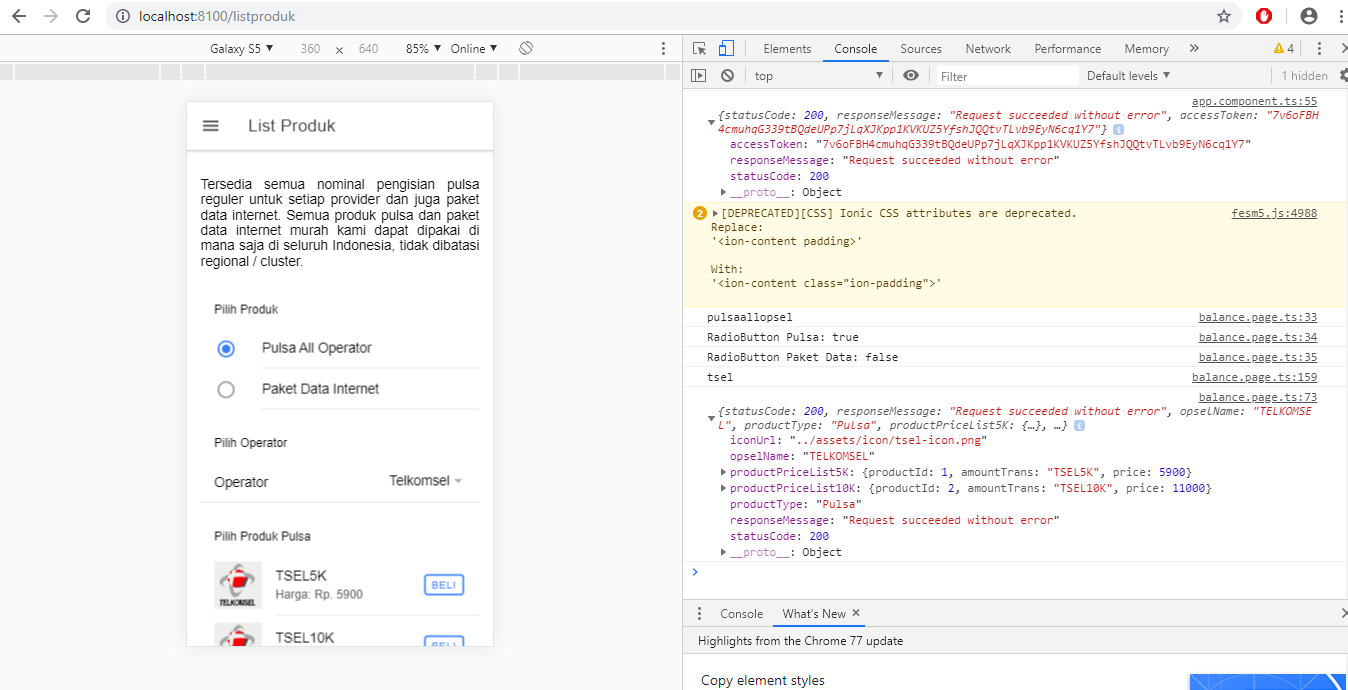 localhost:8100/listproduk
Galaxy S5 ▼ 360 × 640 85% ▼ Online ▼
List Produk
Tersedia semua nominal pengisian pulsa
reguler untuk setiap provider dan juga paket
data internet. Semua produk pulsa dan paket
data internet murah kami dapat dipakai di
mana saja di seluruh Indonesia, tidak dibatasi
regional / cluster.
Pilih Produk
Pulsa All Operator
Paket Data Internet
Pilih Operator
Operator Telkomsel
Pilih Produk Pulsa
TELKOMSEL
TSEL5K
Harga: Rp. 5900
BELI
TSEL10K
BELI
Elements Console Sources Network Performance Memory » 4
top ▼ Filter Default levels ▼ 1 hidden
app.component.ts:55
{statusCode: 200, responseMessage: "Request succeeded without error", accessToken: "7v6oFBH
4cmuhqG339tBQdeUPp7jLqXJKpp1KVKUZ5YfshJQQtvTLvb9EyN6cq1Y7"} i
accessToken: "7v6oFBH4cmuhqG339tBQdeUPp7jLqXJKpp1KVKUZ5YfshJQQtvTLvb9EyN6cq1Y7"
responseMessage: "Request succeeded without error"
statusCode: 200
__proto__: Object
2 [DEPRECATED][CSS] Ionic CSS attributes are deprecated. fesm5.js:4988
Replace:
'<ion-content padding>'
With:
'<ion-content class="ion-padding">'
pulsaallopsel balance.page.ts:33
RadioButton Pulsa: true balance.page.ts:34
RadioButton Paket Data: false balance.page.ts:35
tsel balance.page.ts:159
balance.page.ts:73
{statusCode: 200, responseMessage: "Request succeeded without error", opselName: "TELKOMSE
L", productType: "Pulsa", productPriceList5K: {…}, …} i
iconUrl: "../assets/icon/tsel-icon.png"
opselName: "TELKOMSEL"
productPriceList5K: {productId: 1, amountTrans: "TSEL5K", price: 5900}
productPriceList10K: {productId: 2, amountTrans: "TSEL10K", price: 11000}
productType: "Pulsa"
responseMessage: "Request succeeded without error"
statusCode: 200
__proto__: Object
Console What's New ×
Highlights from the Chrome 77 update
Copy element styles